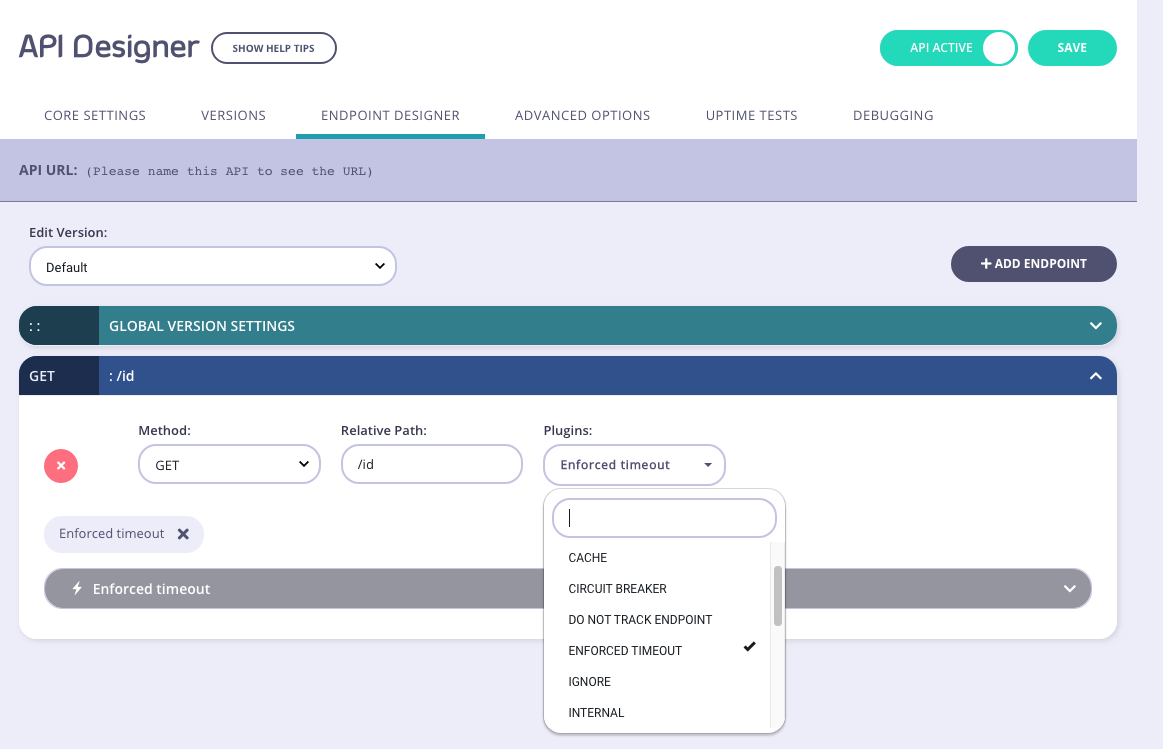 API Designer
SHOW HELP TIPS
API ACTIVE
SAVE
CORE SETTINGS
VERSIONS
ENDPOINT DESIGNER
ADVANCED OPTIONS
UPTIME TESTS
DEBUGGING
API URL: (Please name this API to see the URL)
Edit Version:
Default
+ ADD ENDPOINT
: :
GLOBAL VERSION SETTINGS
GET
: /id
Method:
Relative Path:
Plugins:
GET
/id
Enforced timeout
Enforced timeout
Enforced timeout
CACHE
CIRCUIT BREAKER
DO NOT TRACK ENDPOINT
ENFORCED TIMEOUT
IGNORE
INTERNAL